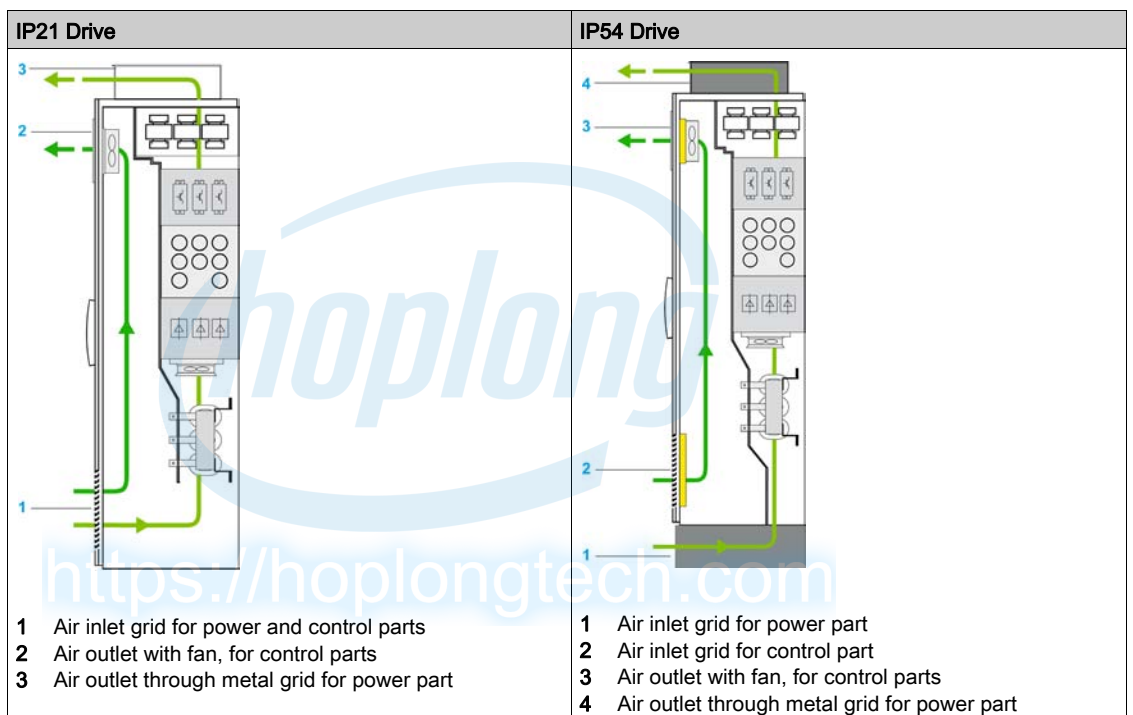 IP21 Drive
IP54 Drive
3
2
1
4
3
2
1
hoplong
https://hoplongtech.com
1 Air inlet grid for power and control parts
2 Air outlet with fan, for control parts
3 Air outlet through metal grid for power part
1 Air inlet grid for power part
2 Air inlet grid for control part
3 Air outlet with fan, for control parts
4 Air outlet through metal grid for power part